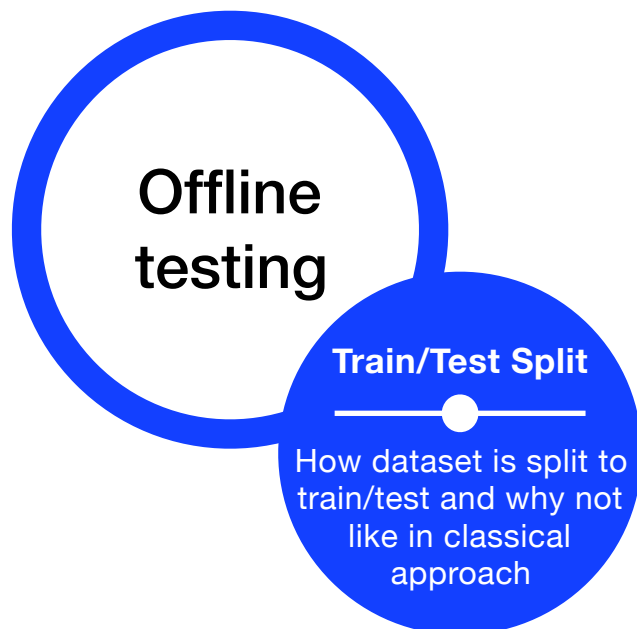 Offline
testing
Train/Test Split
How dataset is split to
train/test and why not
like in classical
approach